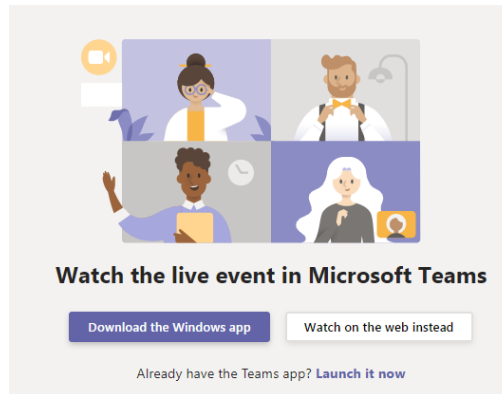 Watch the live event in Microsoft Teams
Download the Windows app
Watch on the web instead
Already have the Teams app? Launch it now